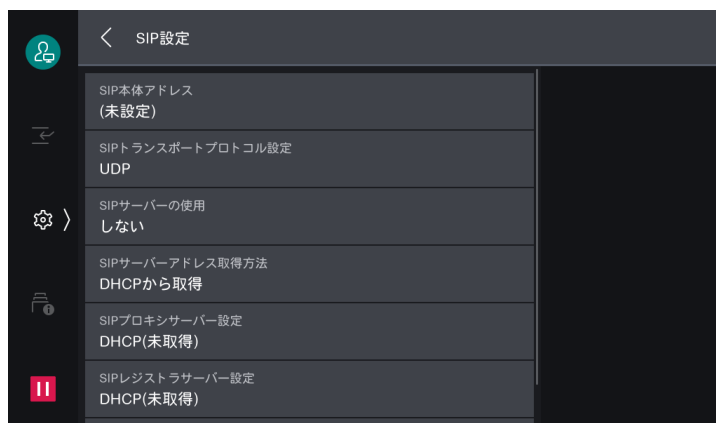 SIP設定
SIP本体アドレス
(未設定)
SIPトランスポートプロトコル設定
UDP
SIPサーバーの使用
しない
SIPサーバーアドレス取得方法
DHCPから取得
SIPプロキシサーバー設定
DHCP(未取得)
SIPレジストラサーバー設定
DHCP(未取得)